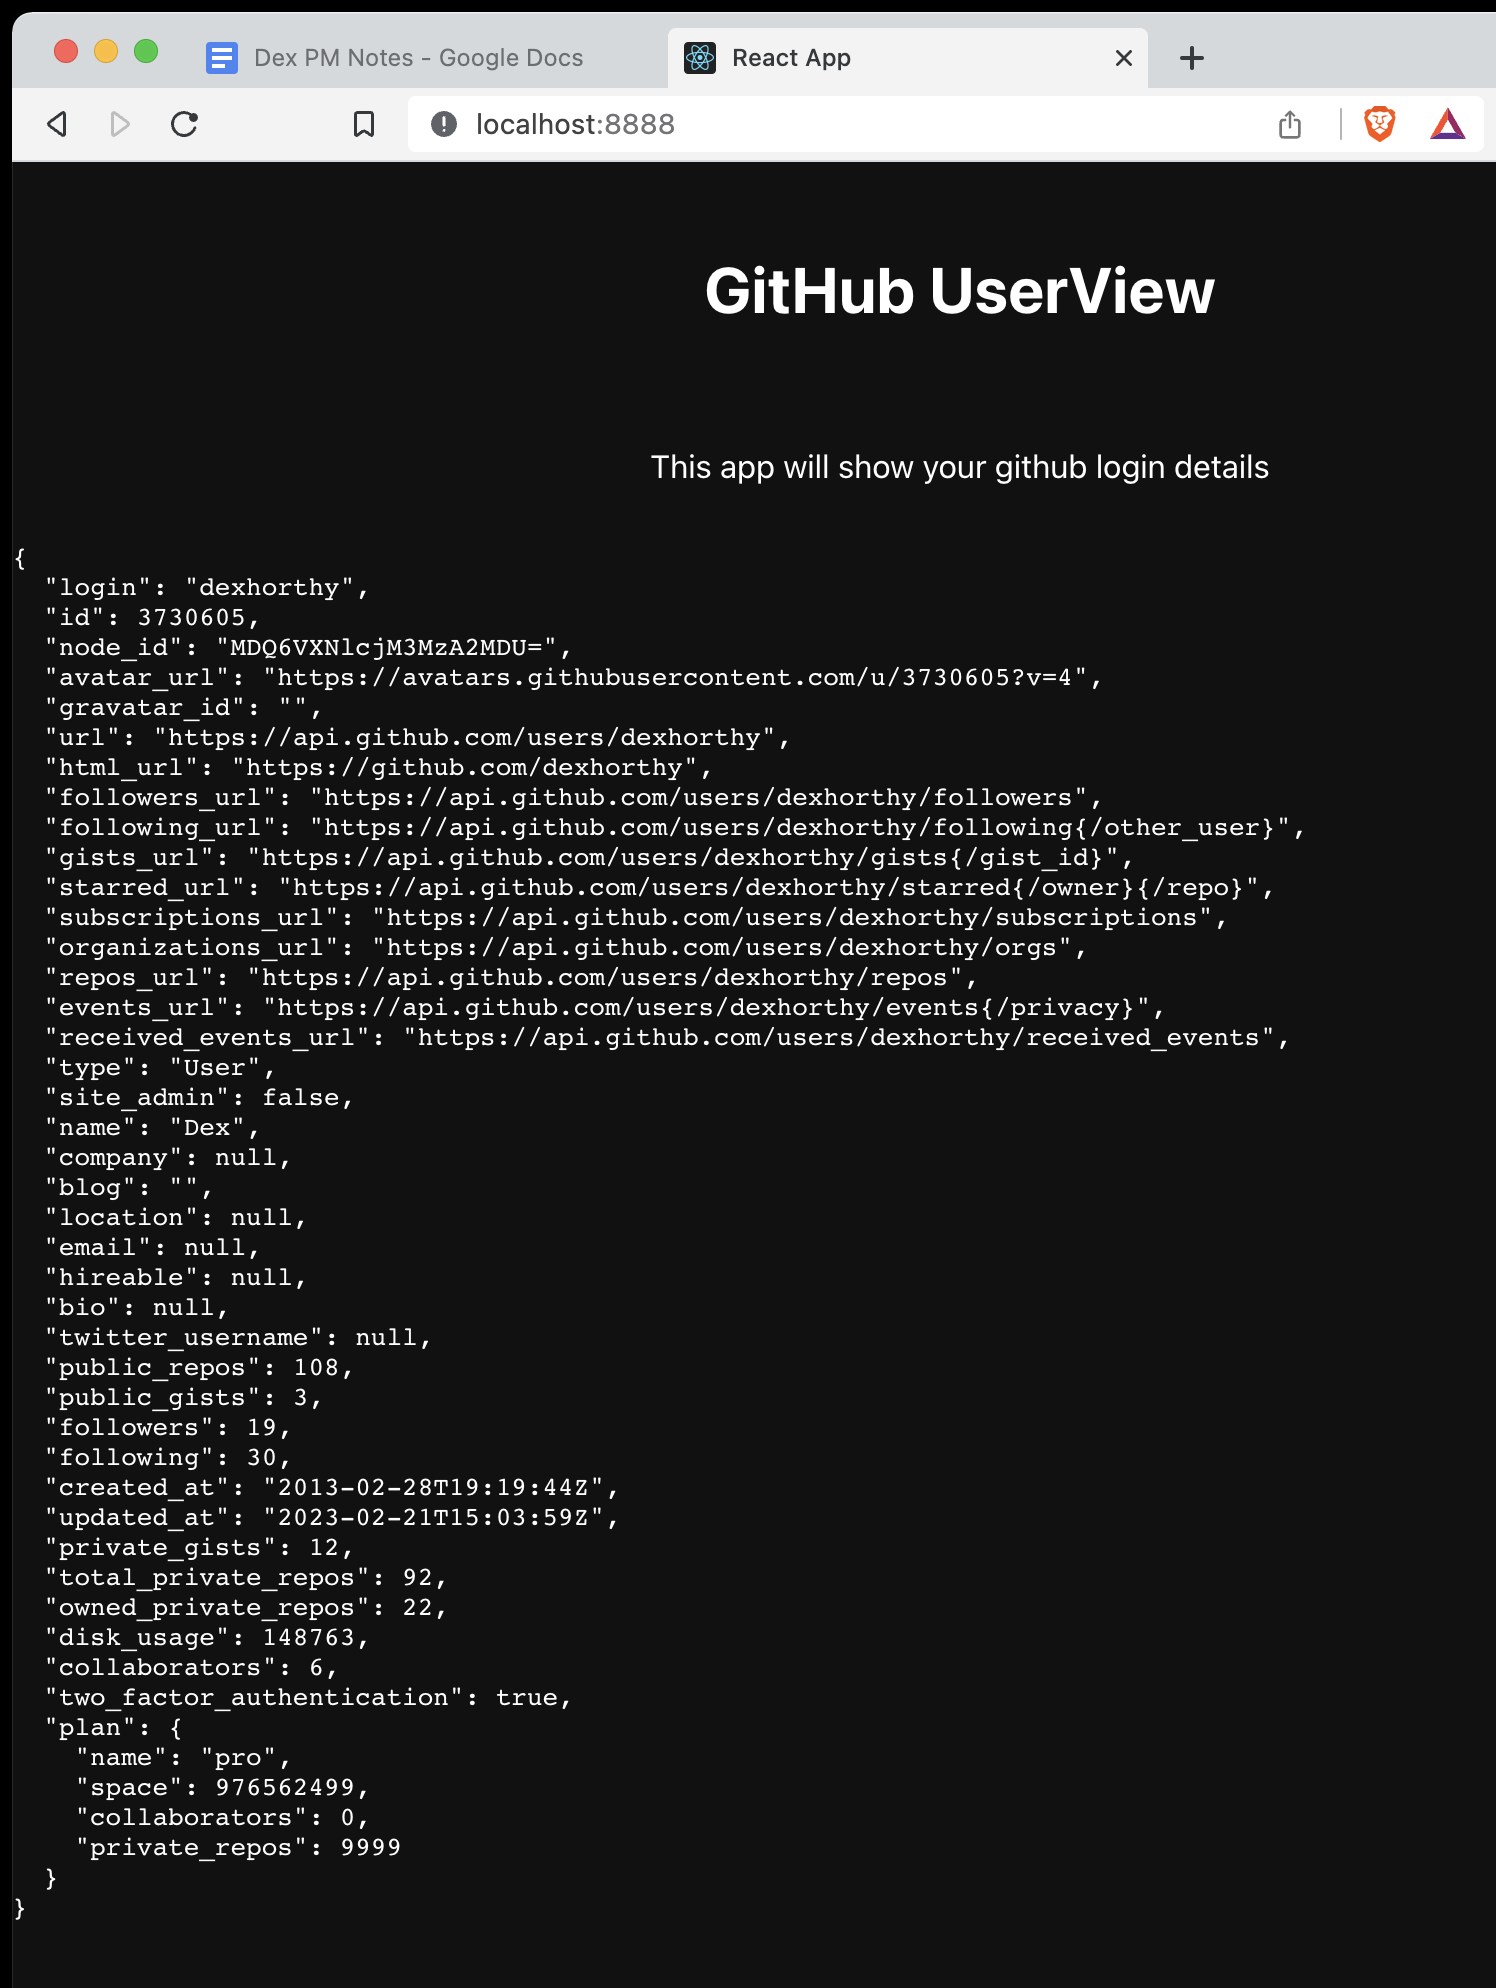 Dex PM Notes - Google Docs
React App
localhost:8888
GitHub UserView
This app will show your github login details
{
  "login": "dexhorthy",
  "id": 3730605,
  "node_id": "MDQ6VXNlcjM3MzA2MDU=",
  "avatar_url": "https://avatars.githubusercontent.com/u/3730605?v=4",
  "gravatar_id": "",
  "url": "https://api.github.com/users/dexhorthy",
  "html_url": "https://github.com/dexhorthy",
  "followers_url": "https://api.github.com/users/dexhorthy/followers",
  "following_url": "https://api.github.com/users/dexhorthy/following{/other_user}",
  "gists_url": "https://api.github.com/users/dexhorthy/gists{/gist_id}",
  "starred_url": "https://api.github.com/users/dexhorthy/starred{/owner}{/repo}",
  "subscriptions_url": "https://api.github.com/users/dexhorthy/subscriptions",
  "organizations_url": "https://api.github.com/users/dexhorthy/orgs",
  "repos_url": "https://api.github.com/users/dexhorthy/repos",
  "events_url": "https://api.github.com/users/dexhorthy/events{/privacy}",
  "received_events_url": "https://api.github.com/users/dexhorthy/received_events",
  "type": "User",
  "site_admin": false,
  "name": "Dex",
  "company": null,
  "blog": "",
  "location": null,
  "email": null,
  "hireable": null,
  "bio": null,
  "twitter_username": null,
  "public_repos": 108,
  "public_gists": 3,
  "followers": 19,
  "following": 30,
  "created_at": "2013-02-28T19:19:44Z",
  "updated_at": "2023-02-21T15:03:59Z",
  "private_gists": 12,
  "total_private_repos": 92,
  "owned_private_repos": 22,
  "disk_usage": 148763,
  "collaborators": 6,
  "two_factor_authentication": true,
  "plan": {
    "name": "pro",
    "space": 976562499,
    "collaborators": 0,
    "private_repos": 9999
  }
}